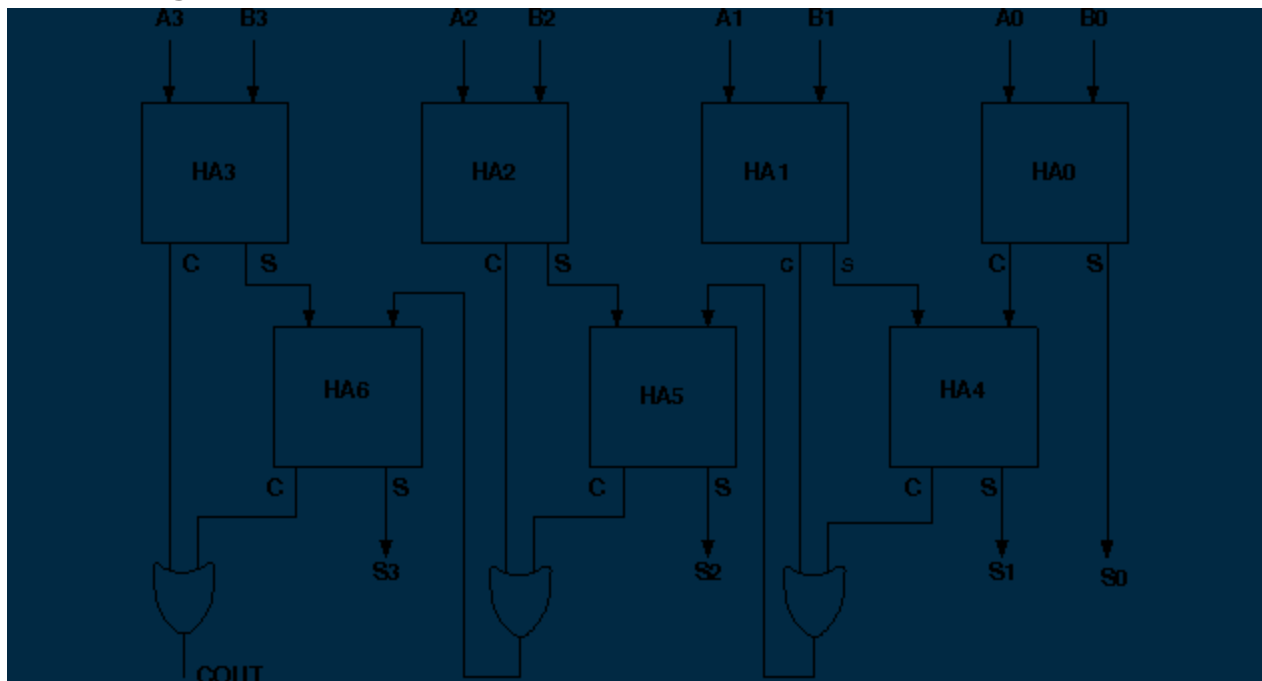 A3 B3 A2 B2 A1 B1 A0 B0
HA3 HA2 HA1 HA0
C S C S C S C S
HA6 HA5 HA4
C S C S C S
S3 S2 S1 S0
COUT